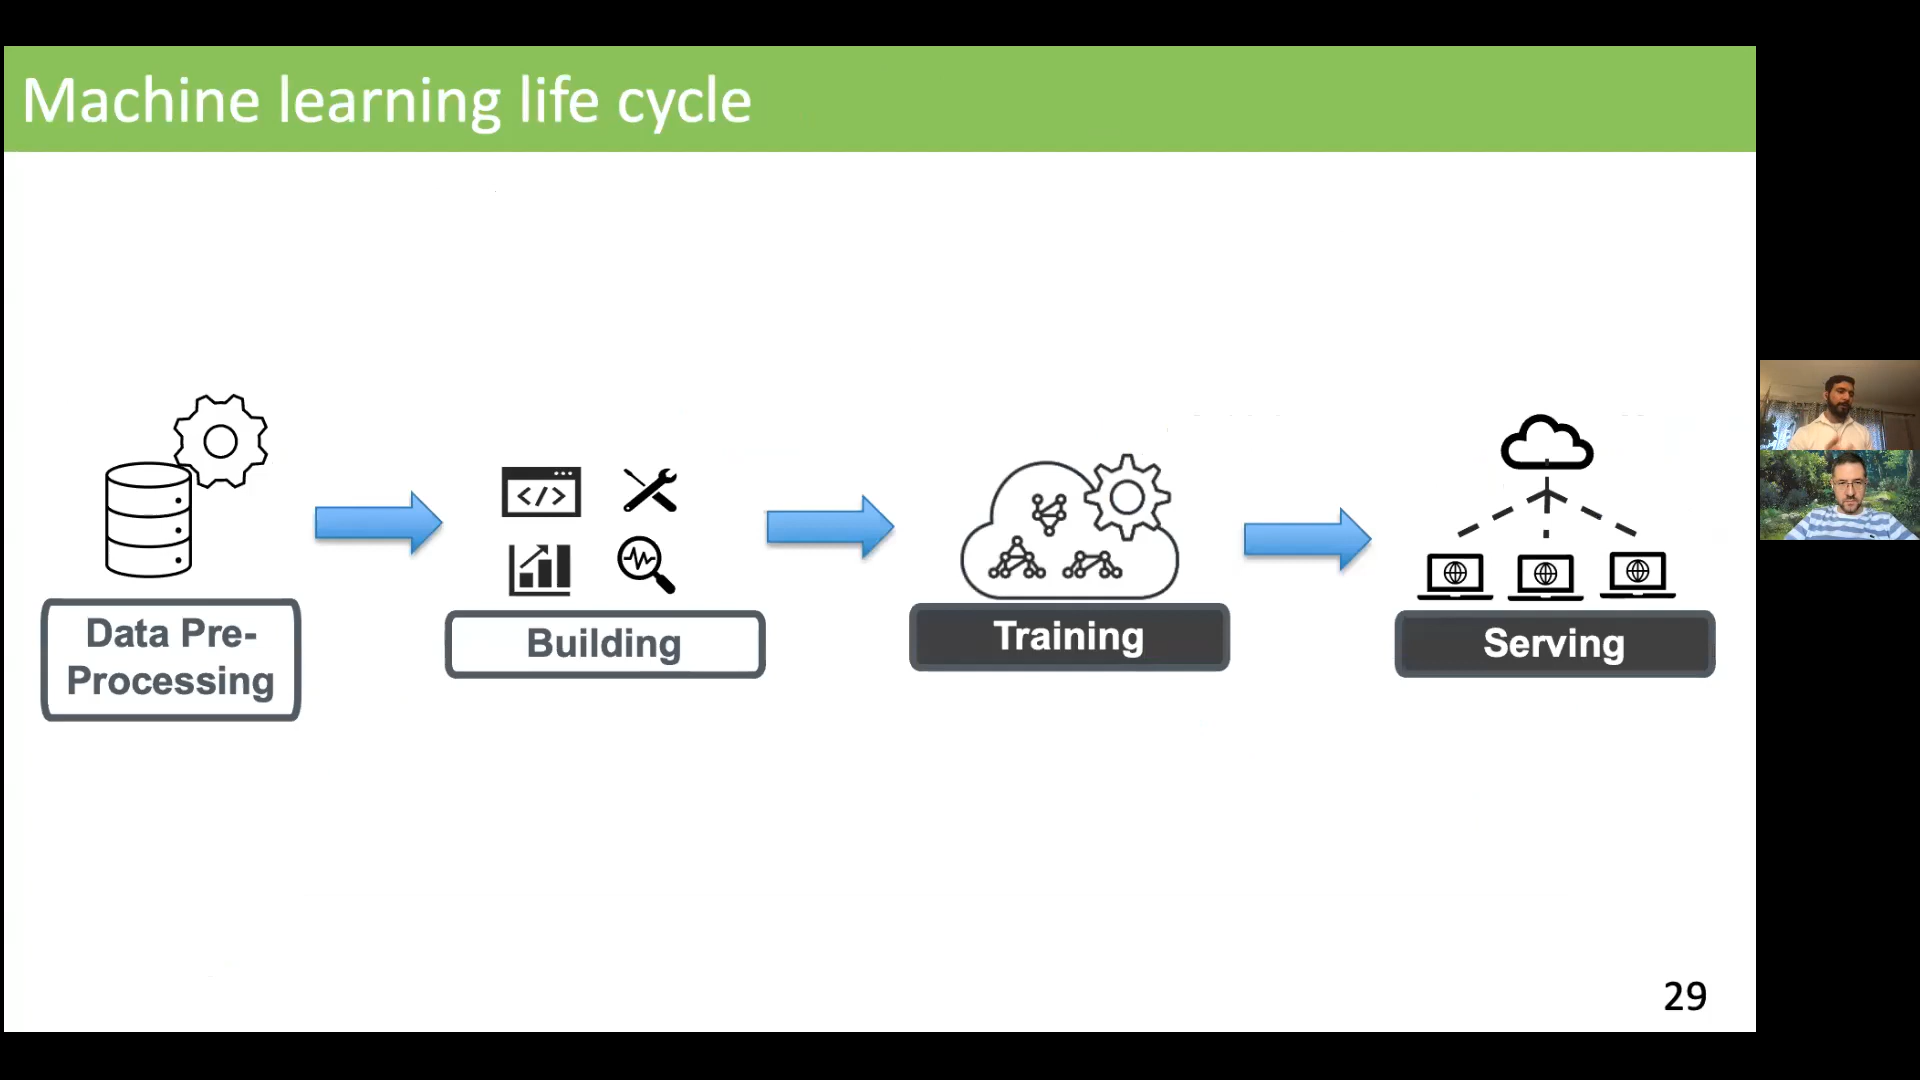 Machine learning life cycle
</>
Data Pre-
Processing
Building
Training
Serving
29